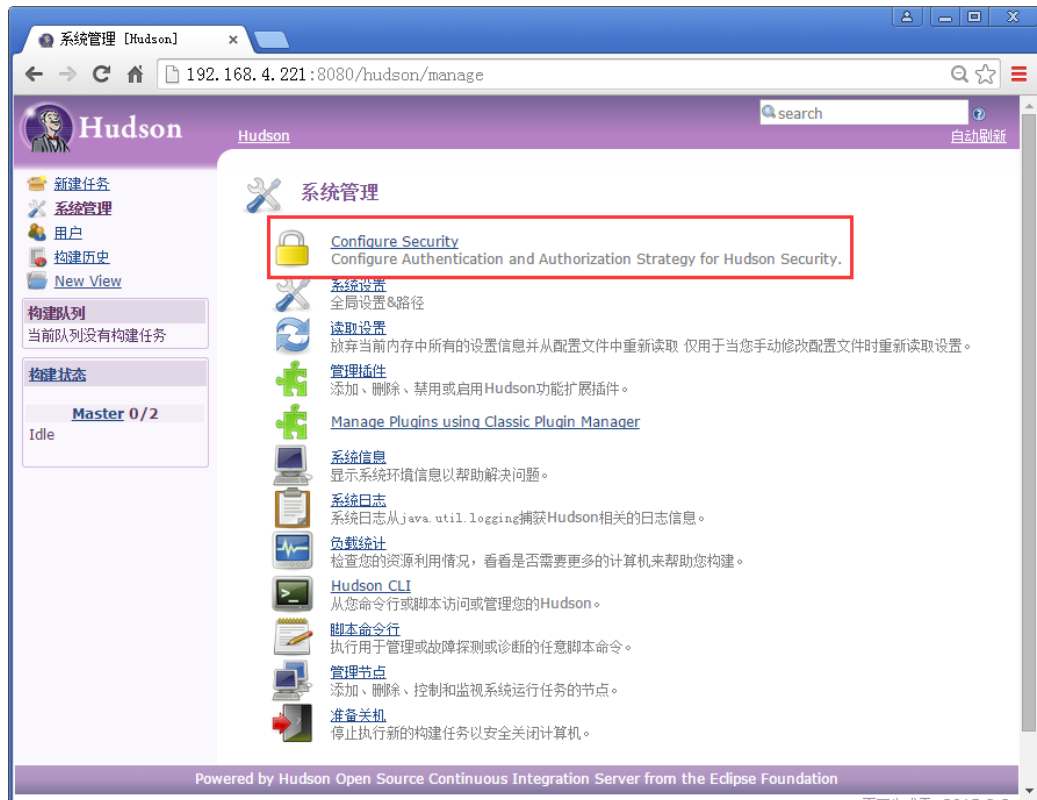 系统管理 [Hudson]
192.168.4.221:8080/hudson/manage
Hudson
search
Hudson
自动刷新
新建任务
系统管理
用户
构建历史
New View
构建队列
当前队列没有构建任务
构建状态
Master 0/2
Idle
系统管理
Configure Security
Configure Authentication and Authorization Strategy for Hudson Security.
系统设置
全局设置&路径
读取设置
放弃当前内存中所有的设置信息并从配置文件中重新读取 仅用于当您手动修改配置文件时重新读取设置。
管理插件
添加、删除、禁用或启用Hudson功能扩展插件。
Manage Plugins using Classic Plugin Manager
系统信息
显示系统环境信息以帮助解决问题。
系统日志
系统日志从java.util.logging捕获Hudson相关的日志信息。
负载统计
检查您的资源利用情况，看看是否需要更多的计算机来帮助您构建。
Hudson CLI
从您命令行或脚本访问或管理您的Hudson。
脚本命令行
执行用于管理或故障探测或诊断的任意脚本命令。
管理节点
添加、删除、控制和监视系统运行任务的节点。
准备关机
停止执行新的构建任务以安全关闭计算机。
Powered by Hudson Open Source Continuous Integration Server from the Eclipse Foundation